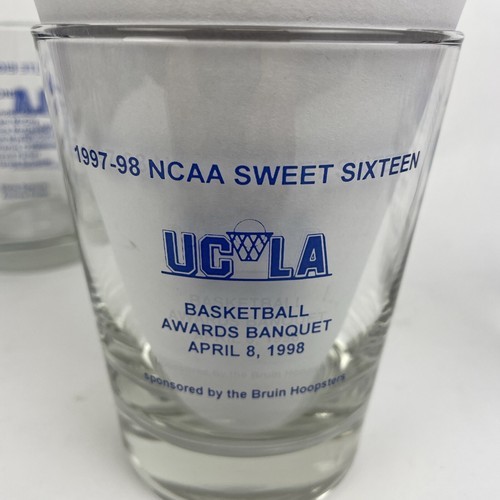 1997-98 NCAA SWEET SIXTEEN
UCLA
BASKETBALL
AWARDS BANQUET
APRIL 8, 1998
sponsored by the Bruin Hoopsters